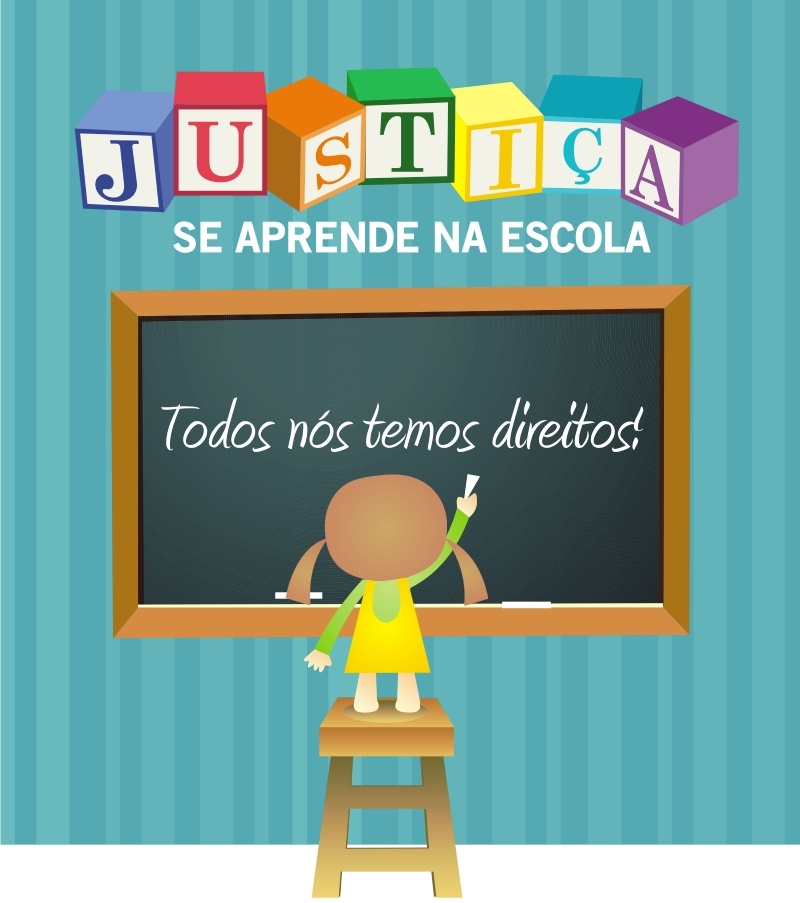 JUSTIÇA
SE APRENDE NA ESCOLA
Todos nós temos direitos!